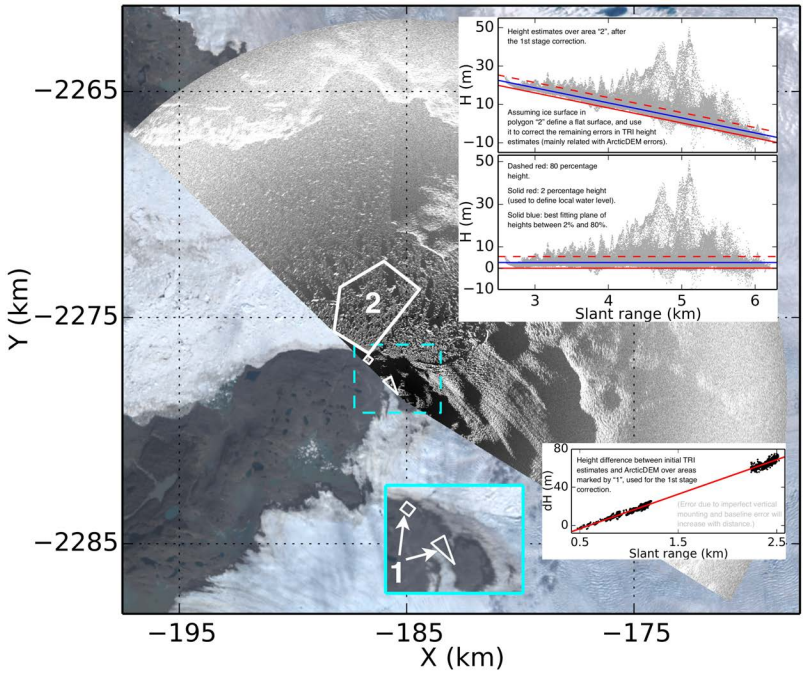 50
30
10
−10
H (m)
Height estimates over area "2", after
the 1st stage correction.
Assuming ice surface in
polygon "2" define a flat surface, and use
it to correct the remaining errors in TRI height
estimates (mainly related with ArcticDEM errors).
50
30
10
0
−10
H (m)
Dashed red: 80 percentage
height.
Solid red: 2 percentage height
(used to define local water level).
Solid blue: best fitting plane of
heights between 2% and 80%.
3 4 5 6
Slant range (km)
−2265
−2275
−2285
Y (km)
2
1
80
40
0
dH (m)
Height difference between initial TRI
estimates and ArcticDEM over areas
marked by "1", used for the 1st stage
correction.
(Error due to imperfect vertical
mounting and baseline error will
increase with distance.)
0.5 1.5 2.5
Slant range (km)
−195 −185 −175
X (km)